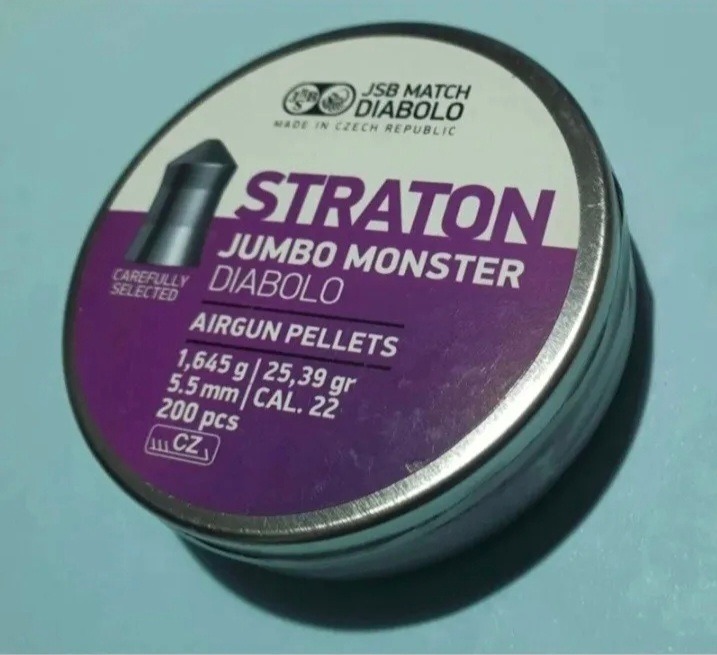 JSB
JSB MATCH
DIABOLO
MADE IN CZECH REPUBLIC
STRATON
JUMBO MONSTER
DIABOLO
CAREFULLY
SELECTED
AIRGUN PELLETS
1,645 g | 25,39 gr
5.5 mm | CAL. 22
200 pcs
CZ